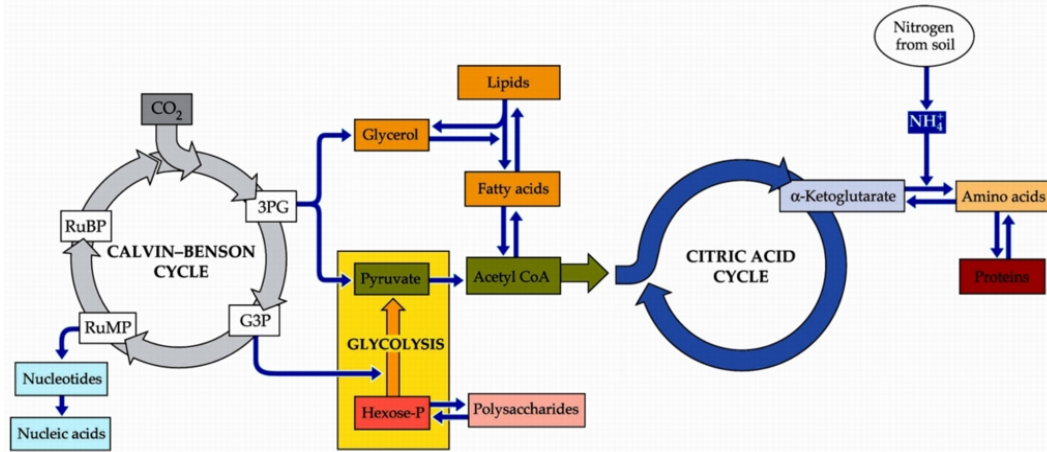 Nitrogen
from soil
Lipids
CO₂
NH₄⁺
Glycerol
Fatty acids
α-Ketoglutarate
Amino acids
3PG
RuBP
CALVIN–BENSON
CYCLE
CITRIC ACID
CYCLE
Pyruvate
Acetyl CoA
Proteins
G3P
RuMP
GLYCOLYSIS
Nucleotides
Hexose-P
Polysaccharides
Nucleic acids